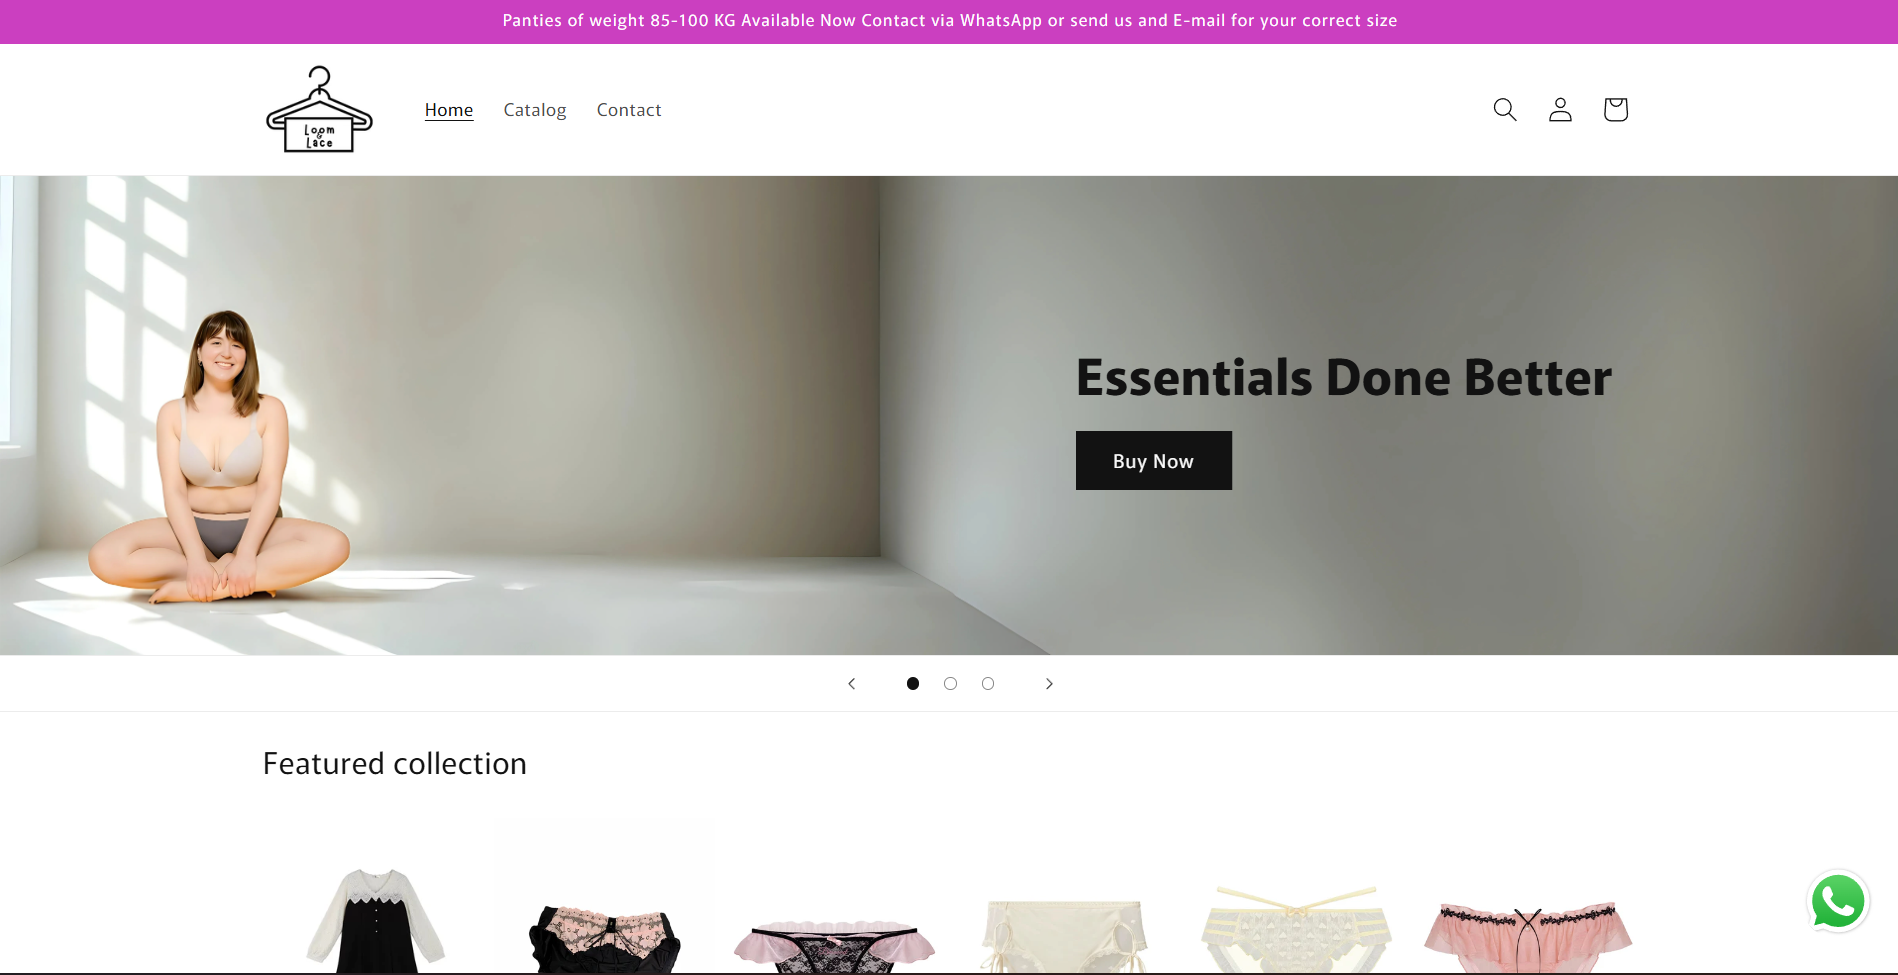 Panties of weight 85-100 KG Available Now Contact via WhatsApp or send us and E-mail for your correct size
Loom
&
Lace
Home
Catalog
Contact
Essentials Done Better
Buy Now
Featured collection